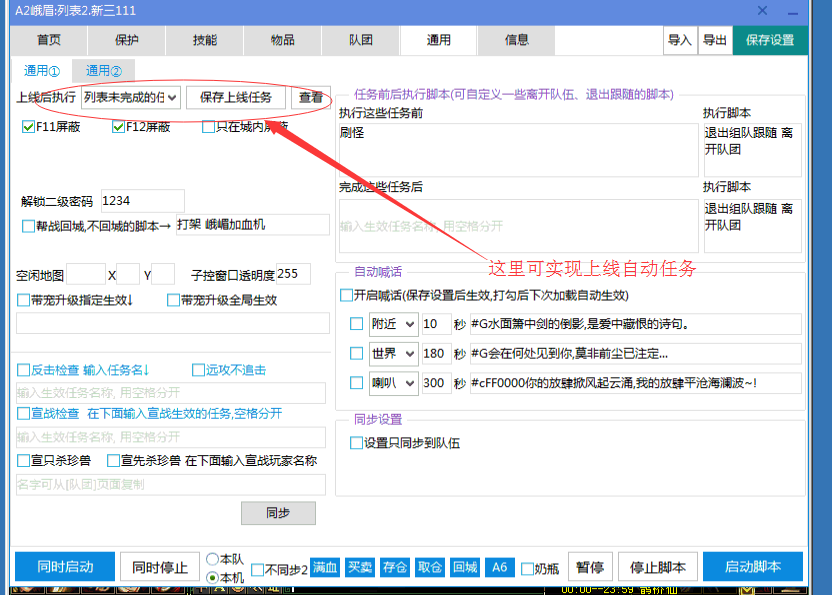 A2峨眉:列表2.新三111
首页 保护 技能 物品 队团 通用 信息 导入 导出 保存设置
通用① 通用②
上线后执行 列表未完成的任 保存上线任务 查看
F11屏蔽 F12屏蔽 只在城内屏蔽
解锁二级密码 1234
帮战回城,不回城的脚本→ 打架 峨嵋加血机
空闲地图 X Y 子控窗口透明度 255
带宠升级指定生效↓ 带宠升级全局生效
反击检查 输入任务名↓ 远攻不追击
输入生效任务名称, 用空格分开
宣战检查 在下面输入宣战生效的任务,空格分开
输入生效任务名称, 用空格分开
宣只杀珍兽 宣先杀珍兽 在下面输入宣战玩家名称
名字可从[队团]页面复制
同步
任务前后执行脚本(可自定义一些离开队伍、退出跟随的脚本)
执行这些任务前 执行脚本
刷怪 退出组队跟随 离
开队团
完成这些任务后 执行脚本
输入生效任务名称, 用空格分开 退出组队跟随 离
开队团
这里可实现上线自动任务
自动喊话
开启喊话(保存设置后生效,打勾后下次加载自动生效)
附近 10 秒 #G水面箫中剑的倒影,是爱中藏恨的诗句。
世界 180 秒 #G会在何处见到你,莫非前尘已注定...
喇叭 300 秒 #cFF0000你的放肆掀风起云涌,我的放肆平沧海澜波~!
同步设置
设置只同步到队伍
同时启动 同时停止 本队 本机 不同步2 满血 买卖 存仓 取仓 回城 A6 奶瓶 暂停 停止脚本 启动脚本
00:00--23:59